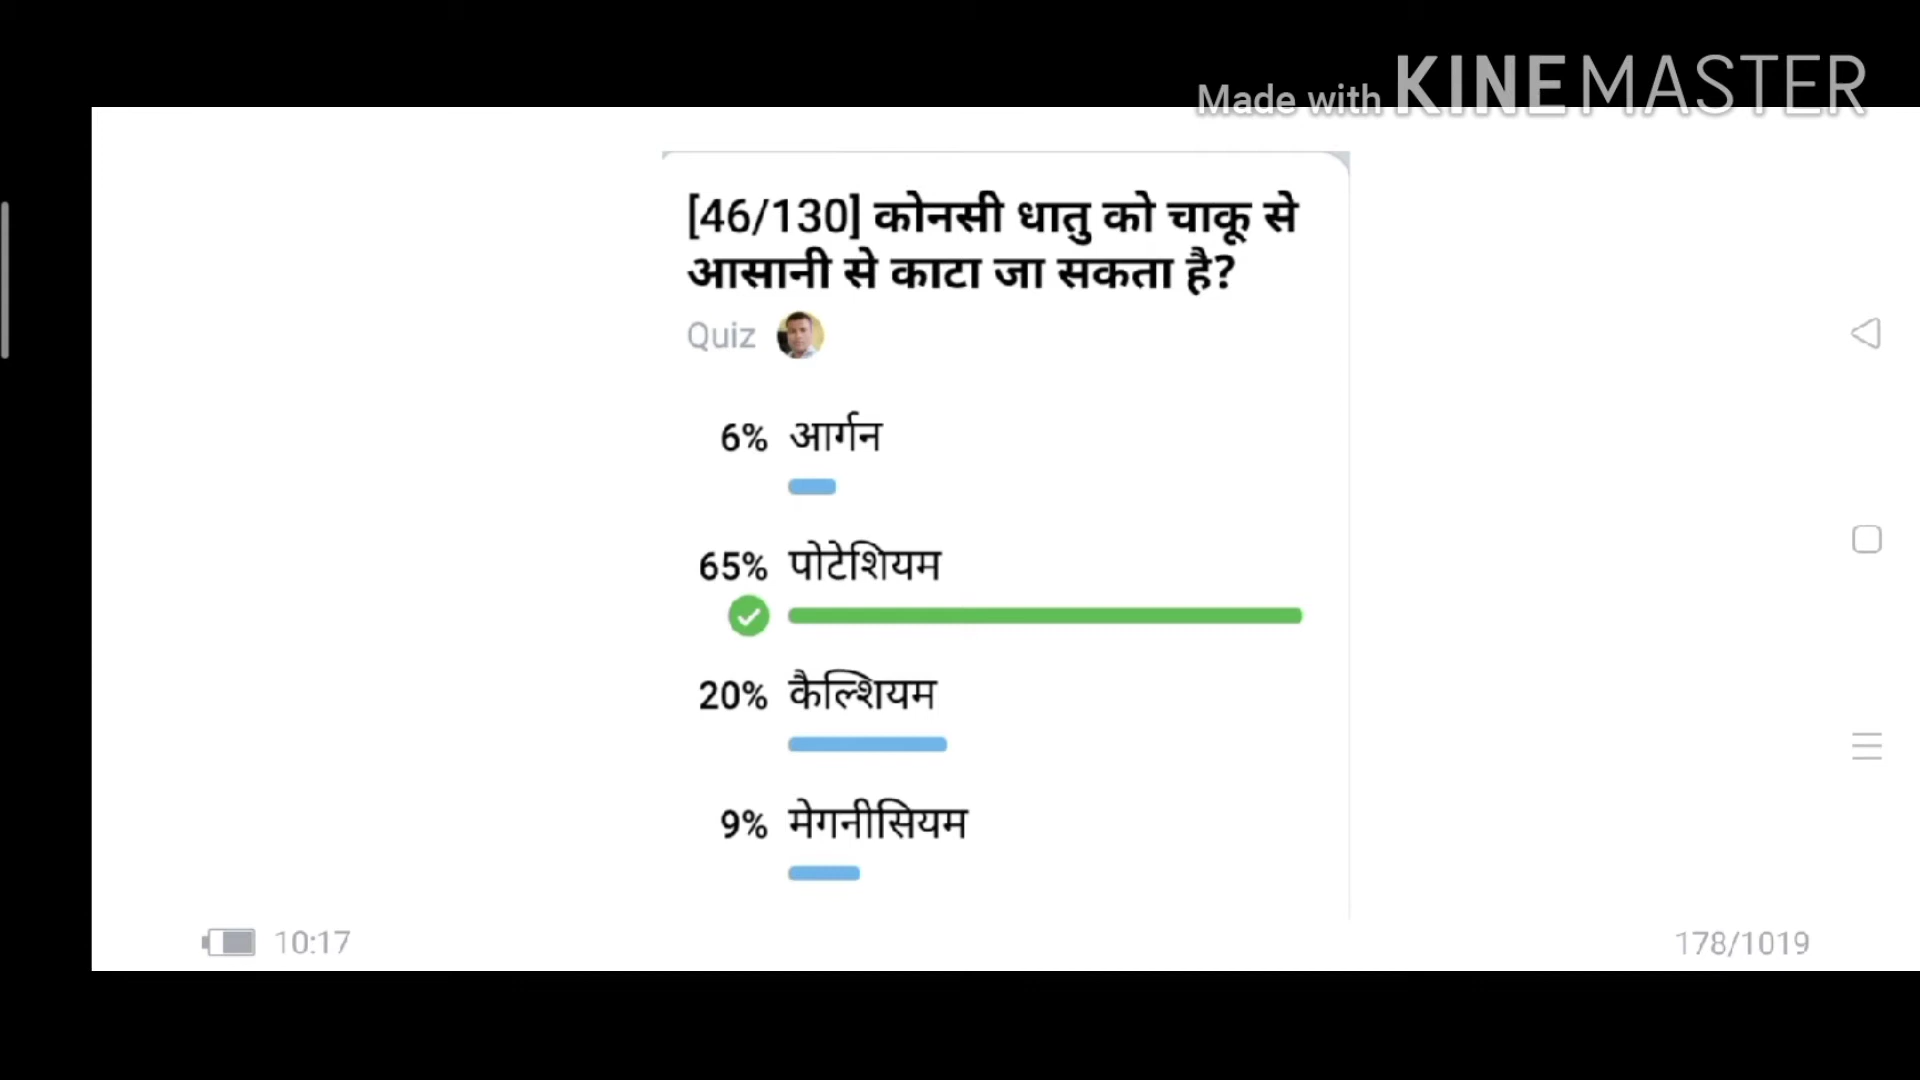 Made with KINEMASTER
[46/130] कोनसी धातु को चाकू से
आसानी से काटा जा सकता है?
Quiz
6% आर्गन
65% पोटेशियम
20% कैल्शियम
9% मेगनीसियम
10:17
178/1019